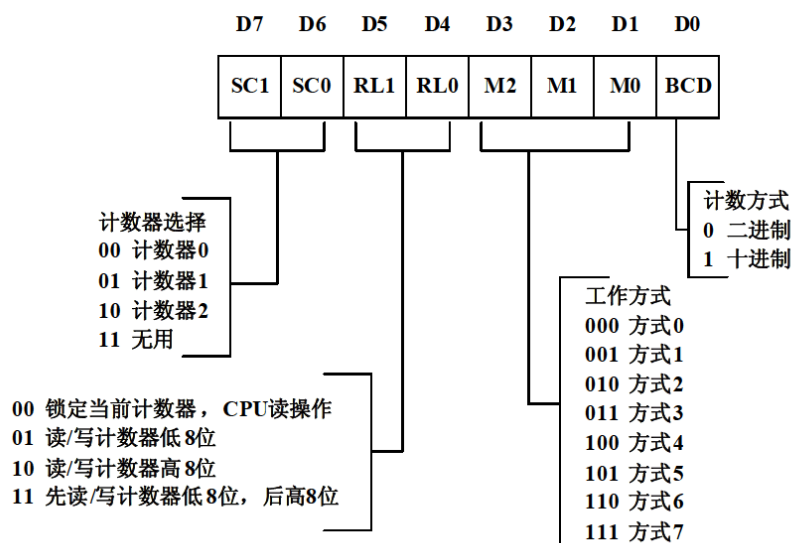 D7 D6 D5 D4 D3 D2 D1 D0
SC1 SC0 RL1 RL0 M2 M1 M0 BCD
计数器选择
00 计数器0
01 计数器1
10 计数器2
11 无用
计数方式
0 二进制
1 十进制
00 锁定当前计数器，CPU读操作
01 读/写计数器低8位
10 读/写计数器高8位
11 先读/写计数器低8位，后高8位
工作方式
000 方式0
001 方式1
010 方式2
011 方式3
100 方式4
101 方式5
110 方式6
111 方式7